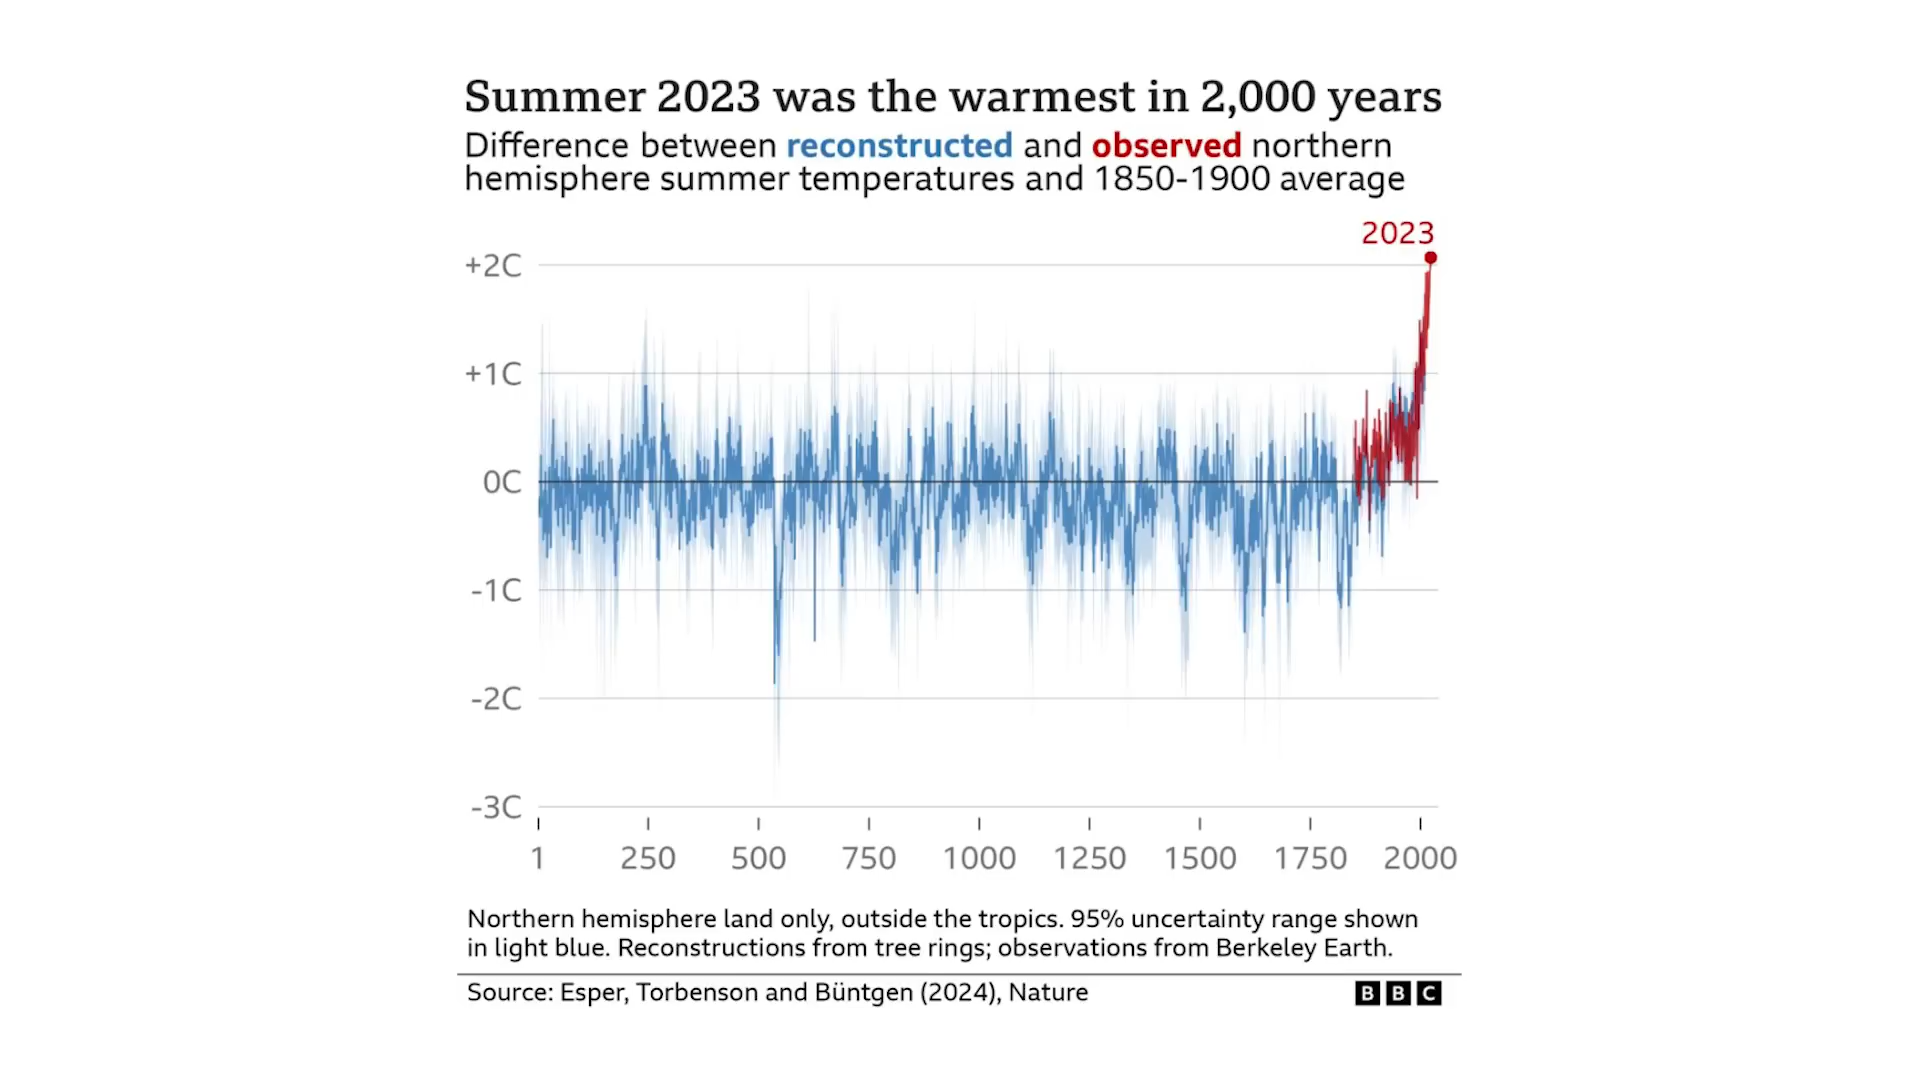 Summer 2023 was the warmest in 2,000 years
Difference between reconstructed and observed northern
hemisphere summer temperatures and 1850-1900 average
2023
+2C
+1C
0C
-1C
-2C
-3C
1 250 500 750 1000 1250 1500 1750 2000
Northern hemisphere land only, outside the tropics. 95% uncertainty range shown
in light blue. Reconstructions from tree rings; observations from Berkeley Earth.
Source: Esper, Torbenson and Büntgen (2024), Nature
BBC